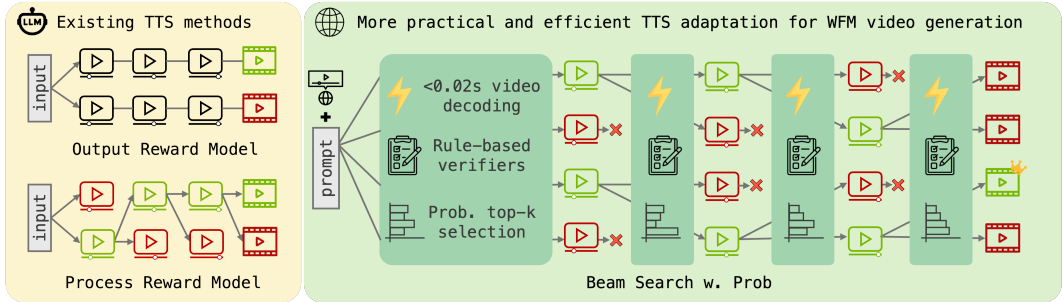 LLM
Existing TTS methods
input
Output Reward Model
input
Process Reward Model
More practical and efficient TTS adaptation for WFM video generation
prompt
<0.02s video
decoding
Rule-based
verifiers
Prob. top-k
selection
Beam Search w. Prob